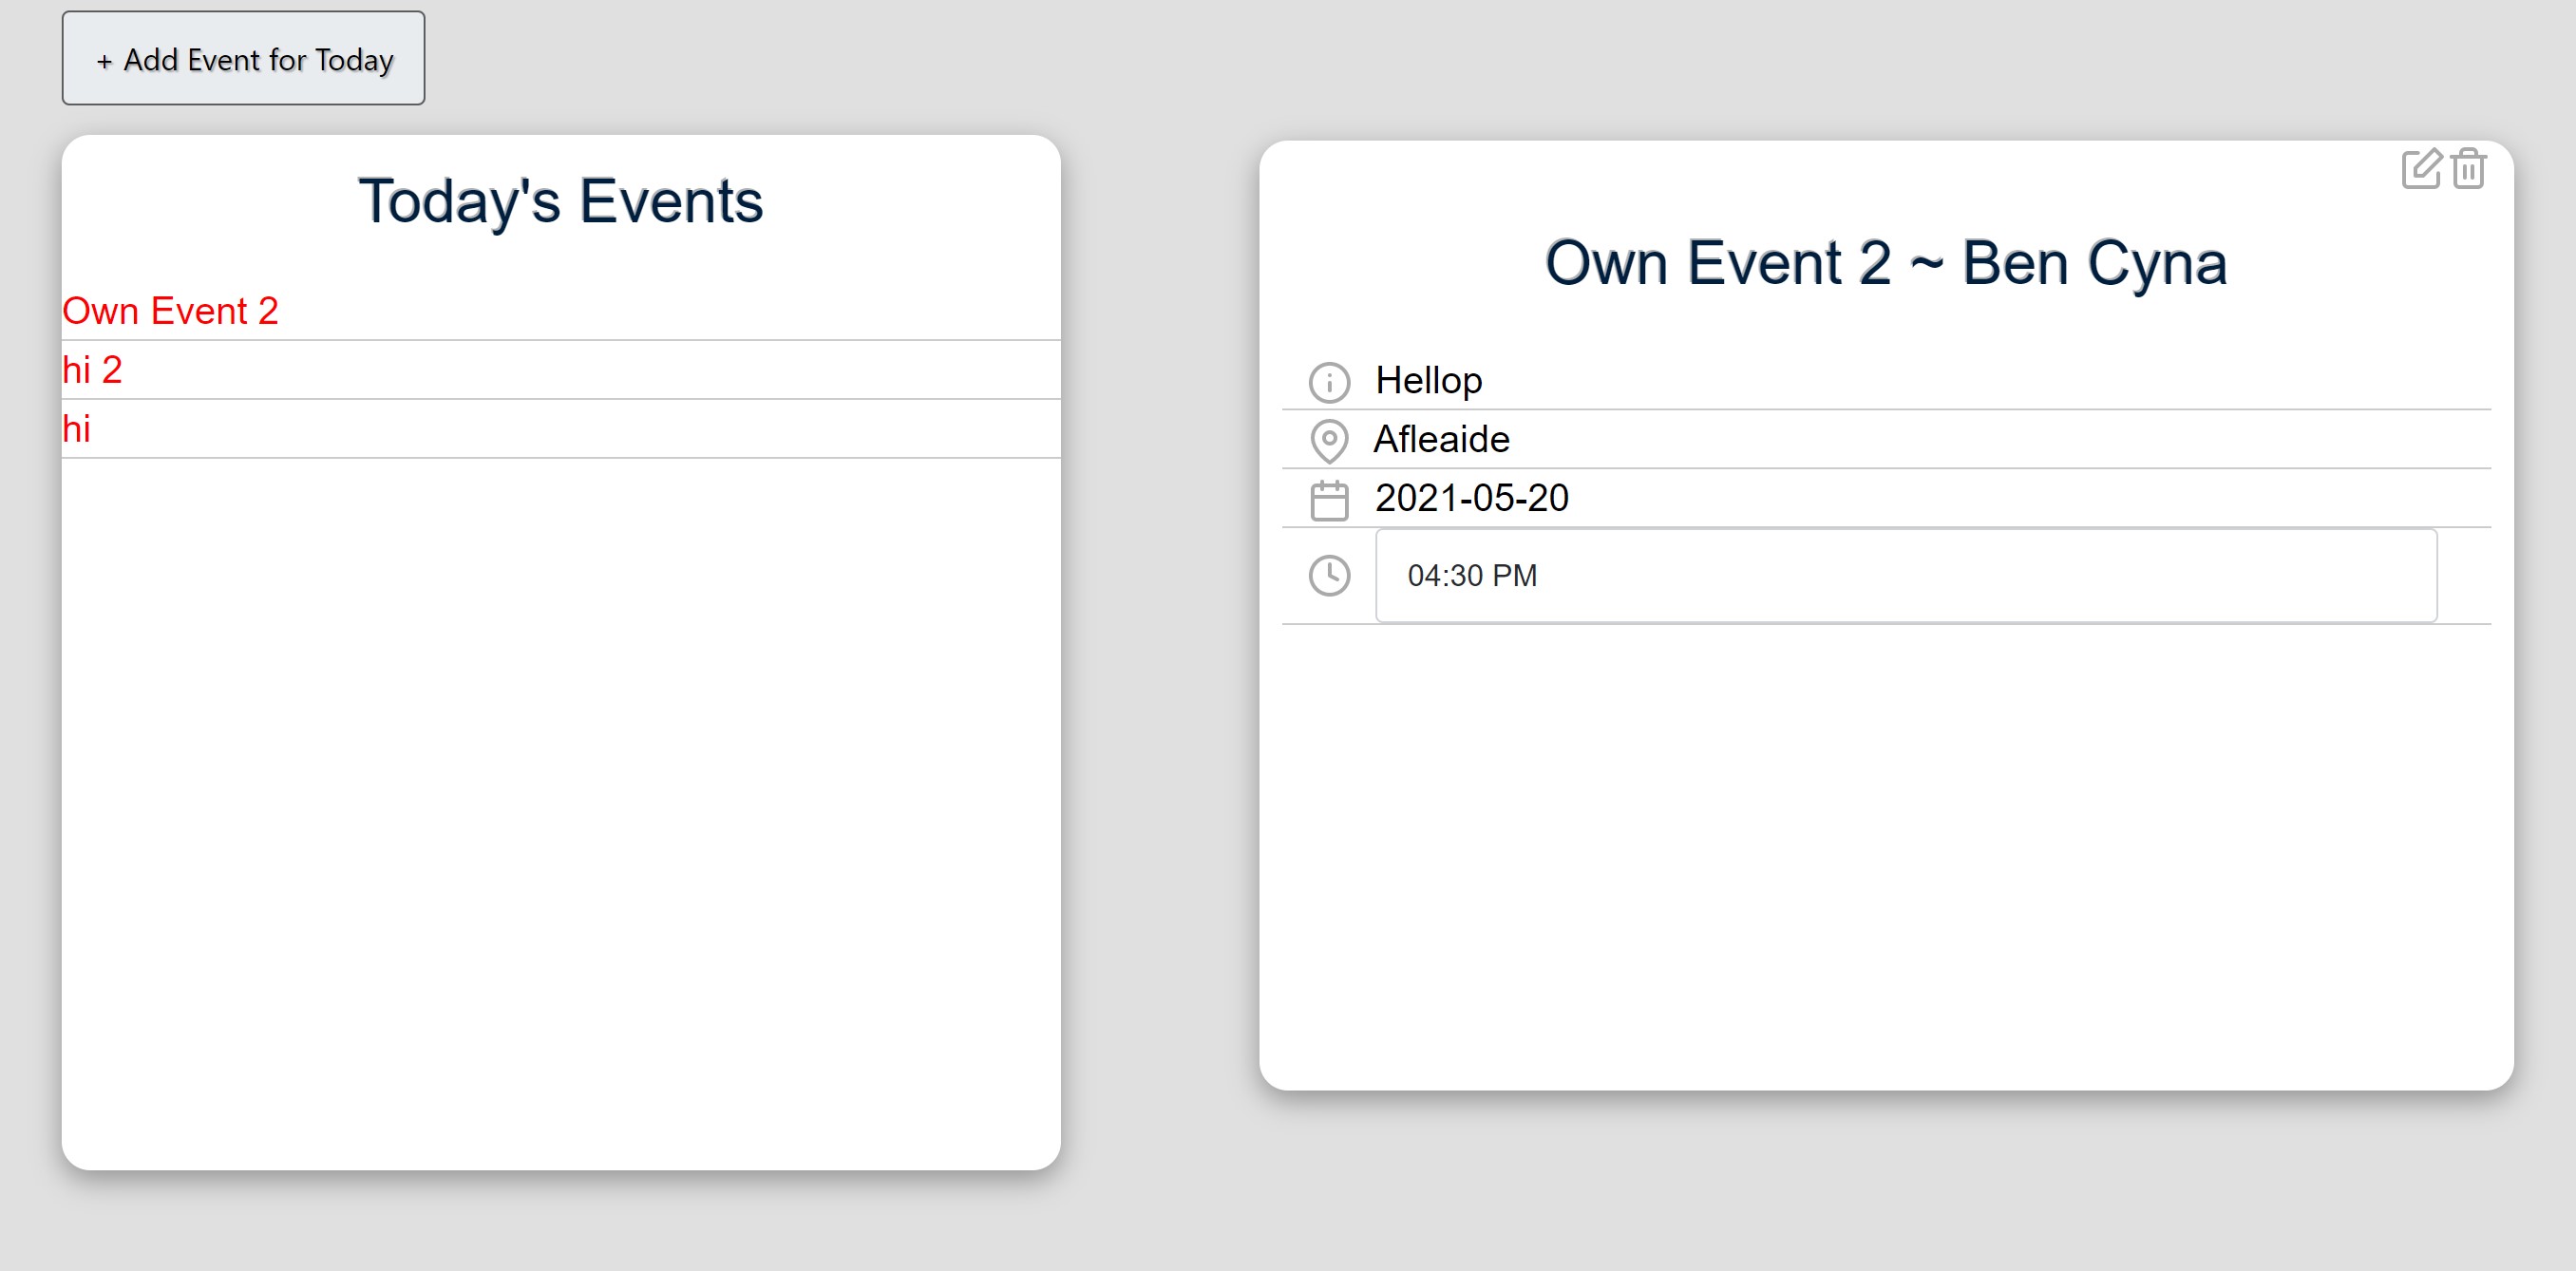 + Add Event for Today
Today's Events
Own Event 2
hi 2
hi
Own Event 2 ~ Ben Cyna
Hellop
Afleaide
2021-05-20
04:30 PM